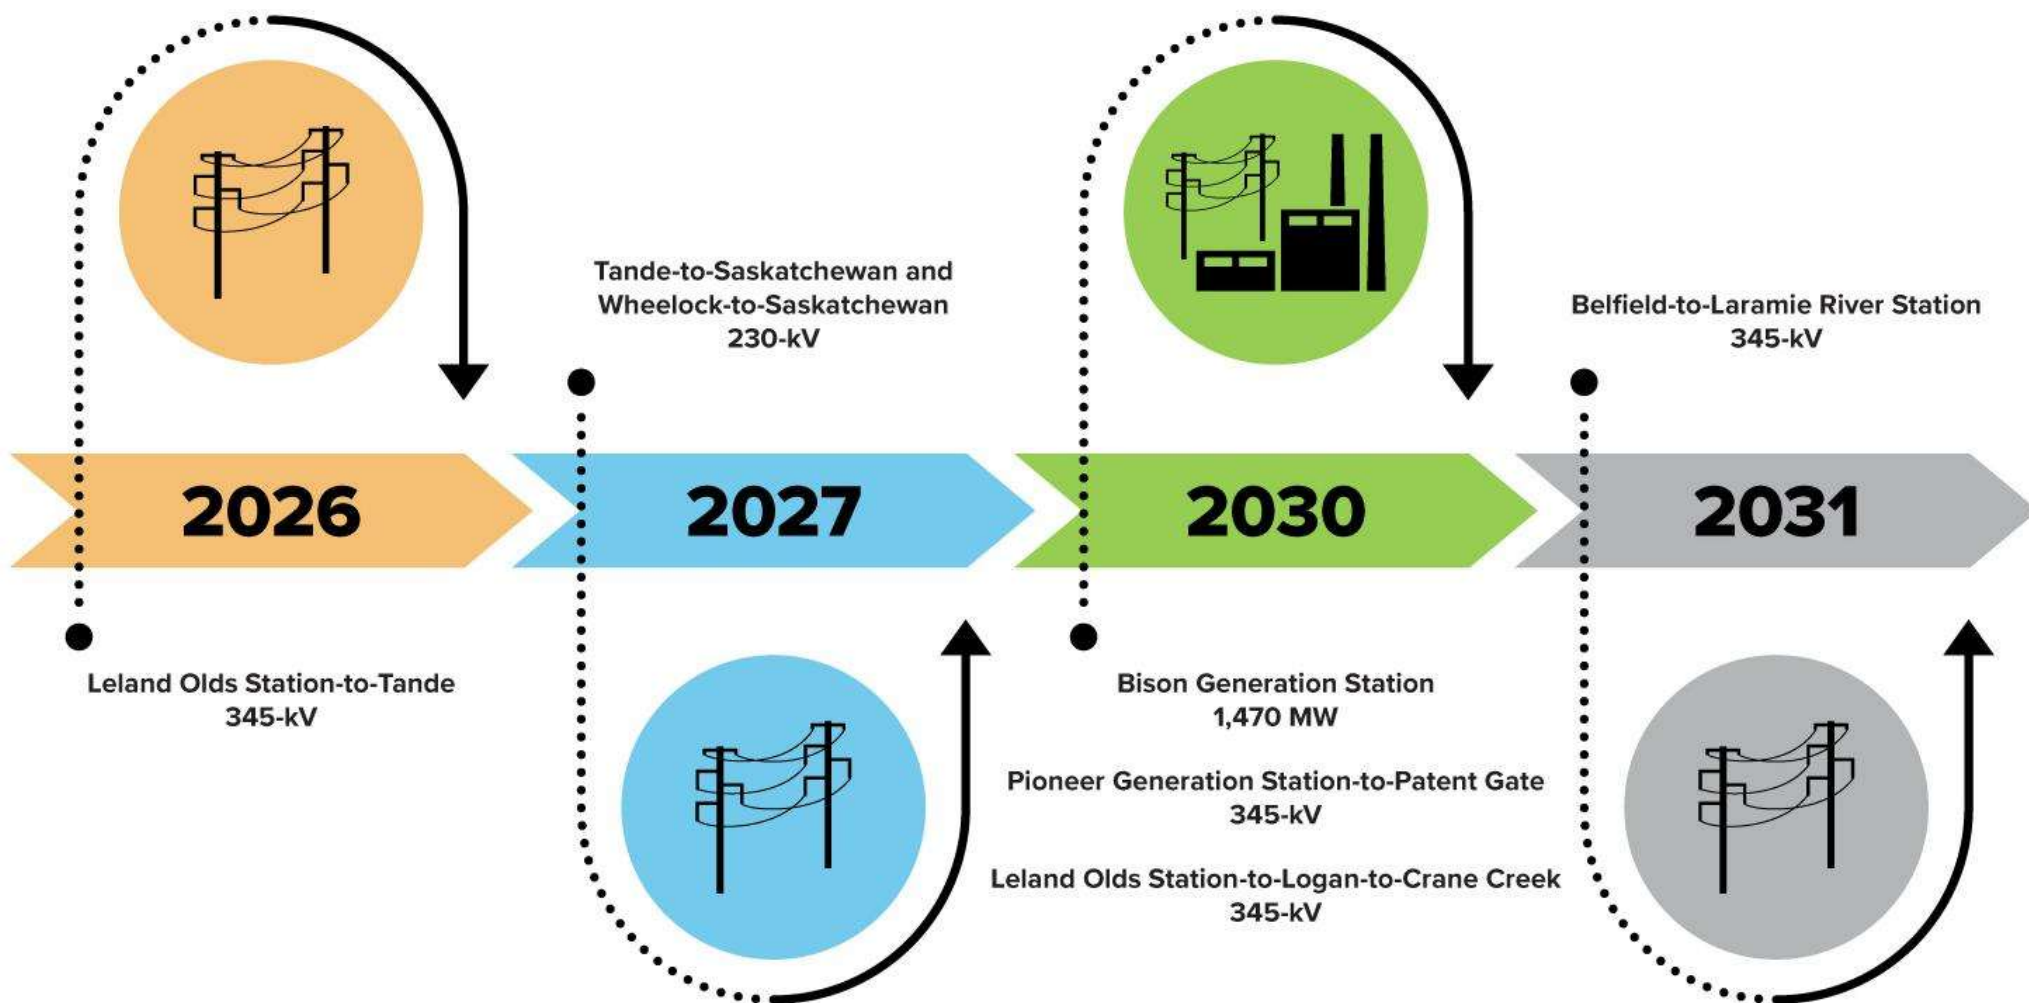 2026
Leland Olds Station-to-Tande
345-kV
Tande-to-Saskatchewan and
Wheelock-to-Saskatchewan
230-kV
2027
2030
Bison Generation Station
1,470 MW
Pioneer Generation Station-to-Patent Gate
345-kV
Leland Olds Station-to-Logan-to-Crane Creek
345-kV
Belfield-to-Laramie River Station
345-kV
2031